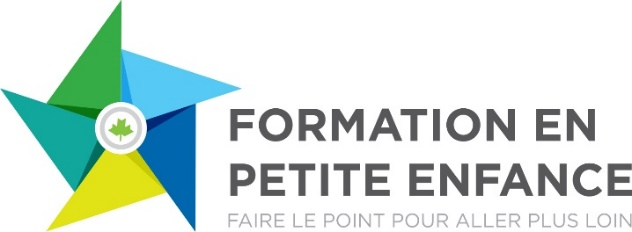 FORMATION EN
PETITE ENFANCE
FAIRE LE POINT POUR ALLER PLUS LOIN